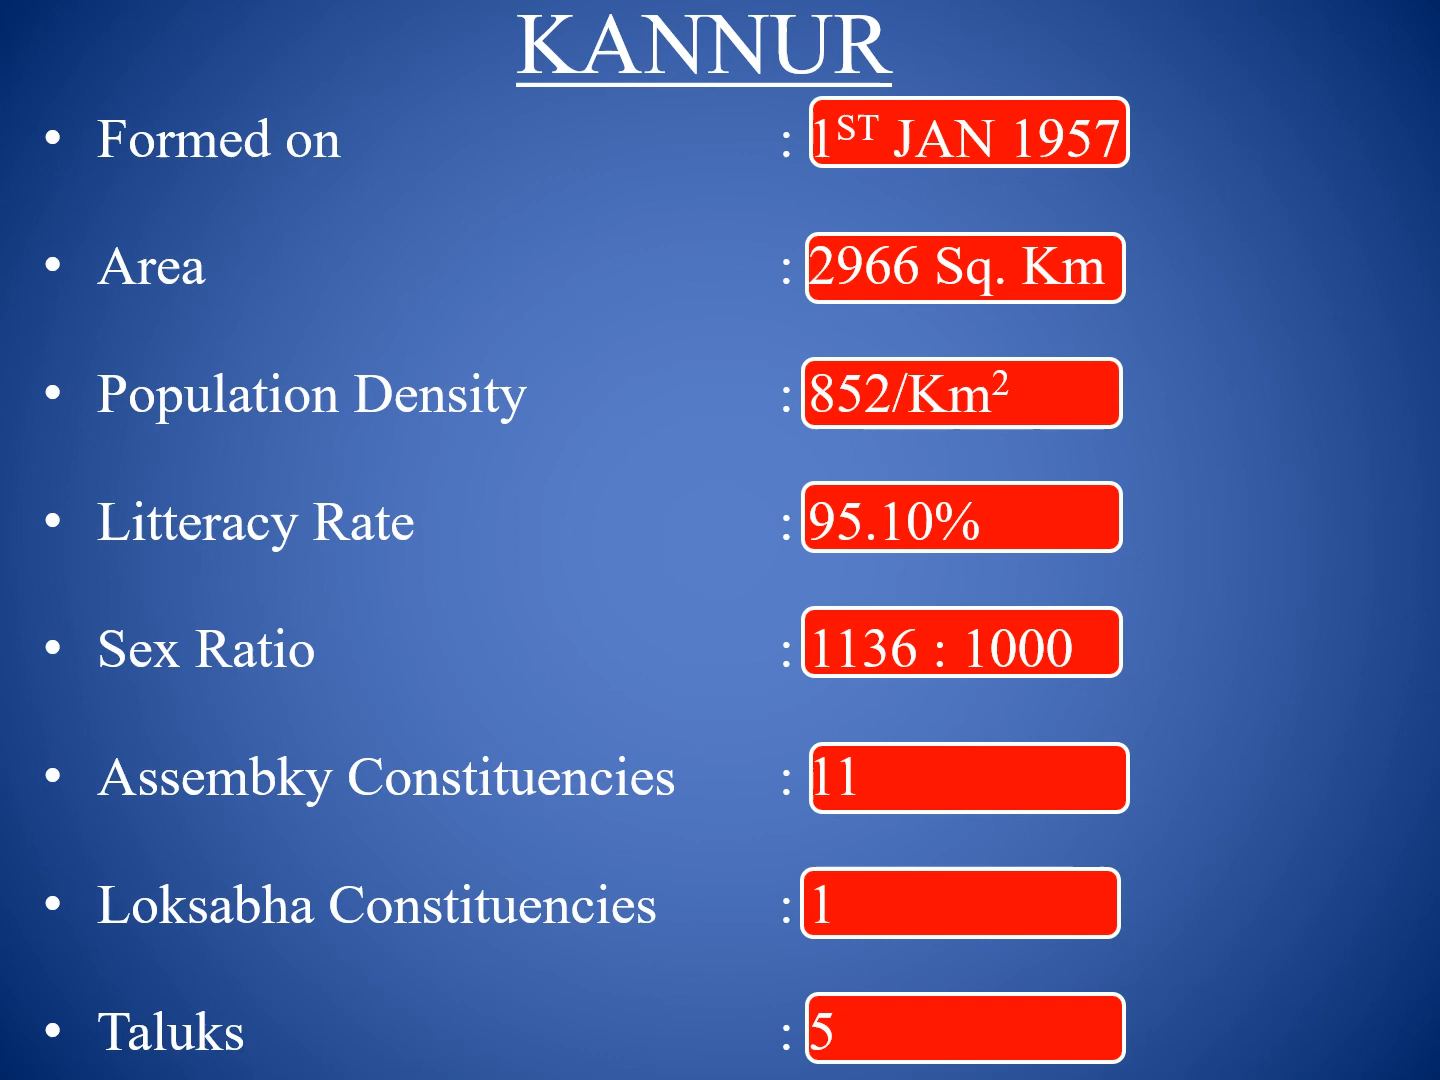 KANNUR
• Formed on : 1ST JAN 1957
• Area : 2966 Sq. Km
• Population Density : 852/Km²
• Litteracy Rate : 95.10%
• Sex Ratio : 1136 : 1000
• Assembky Constituencies : 11
• Loksabha Constituencies : 1
• Taluks : 5